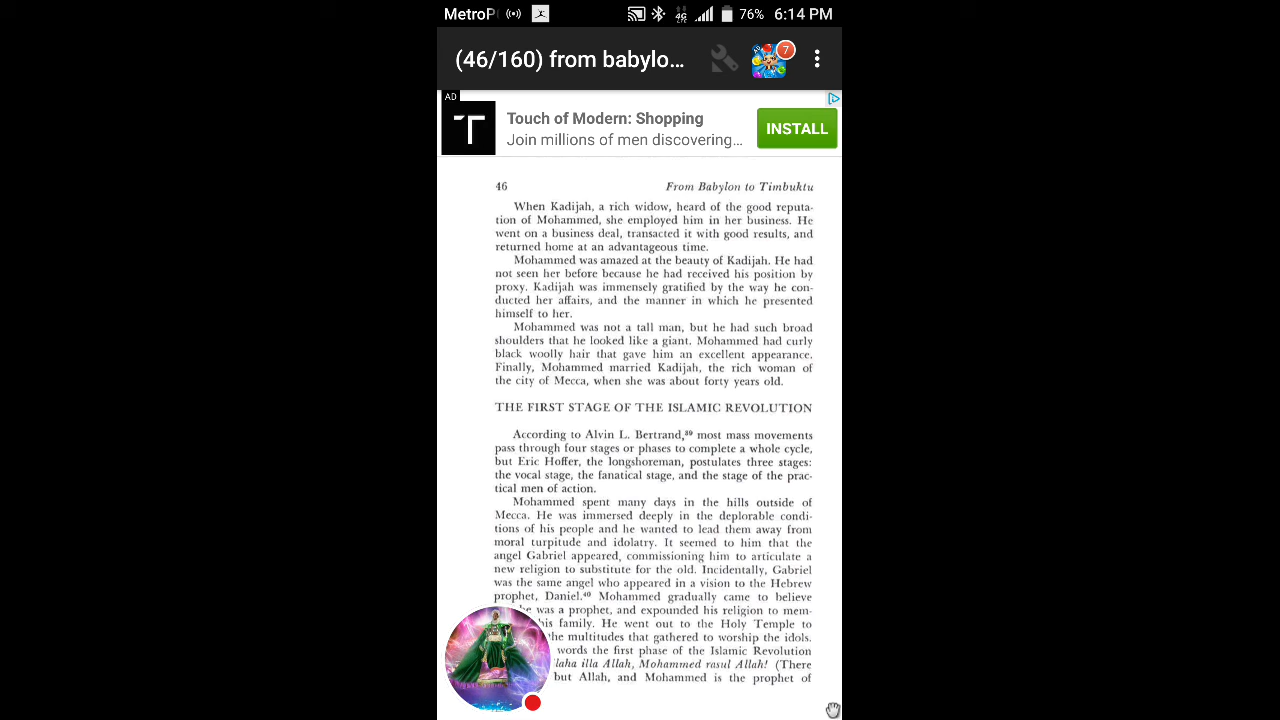 MetroP
4G
LTE
76% 6:14 PM
(46/160) from babylo...
7
AD
T
Touch of Modern: Shopping
Join millions of men discovering...
INSTALL
46 From Babylon to Timbuktu
When Kadijah, a rich widow, heard of the good reputa-
tion of Mohammed, she employed him in her business. He
went on a business deal, transacted it with good results, and
returned home at an advantageous time.
Mohammed was amazed at the beauty of Kadijah. He had
not seen her before because he had received his position by
proxy. Kadijah was immensely gratified by the way he con-
ducted her affairs, and the manner in which he presented
himself to her.
Mohammed was not a tall man, but he had such broad
shoulders that he looked like a giant. Mohammed had curly
black woolly hair that gave him an excellent appearance.
Finally, Mohammed married Kadijah, the rich woman of
the city of Mecca, when she was about forty years old.
THE FIRST STAGE OF THE ISLAMIC REVOLUTION
According to Alvin L. Bertrand,³⁹ most mass movements
pass through four stages or phases to complete a whole cycle,
but Eric Hoffer, the longshoreman, postulates three stages:
the vocal stage, the fanatical stage, and the stage of the prac-
tical men of action.
Mohammed spent many days in the hills outside of
Mecca. He was immersed deeply in the deplorable condi-
tions of his people and he wanted to lead them away from
moral turpitude and idolatry. It seemed to him that the
angel Gabriel appeared, commissioning him to articulate a
new religion to substitute for the old. Incidentally, Gabriel
was the same angel who appeared in a vision to the Hebrew
prophet, Daniel.⁴⁰ Mohammed gradually came to believe
he was a prophet, and expounded his religion to mem-
his family. He went out to the Holy Temple to
the multitudes that gathered to worship the idols.
words the first phase of the Islamic Revolution
laha illa Allah, Mohammed rasul Allah! (There
but Allah, and Mohammed is the prophet of